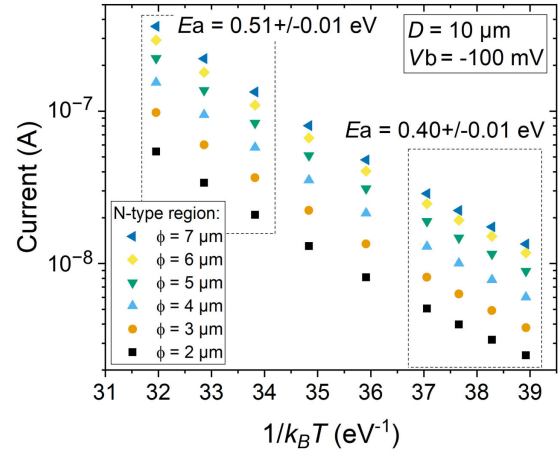 Ea = 0.51+/-0.01 eV
D = 10 µm
Vb = -100 mV
Ea = 0.40+/-0.01 eV
10⁻⁷
10⁻⁸
Current (A)
N-type region:
ϕ = 7 µm
ϕ = 6 µm
ϕ = 5 µm
ϕ = 4 µm
ϕ = 3 µm
ϕ = 2 µm
31 32 33 34 35 36 37 38 39
1/k_BT (eV⁻¹)